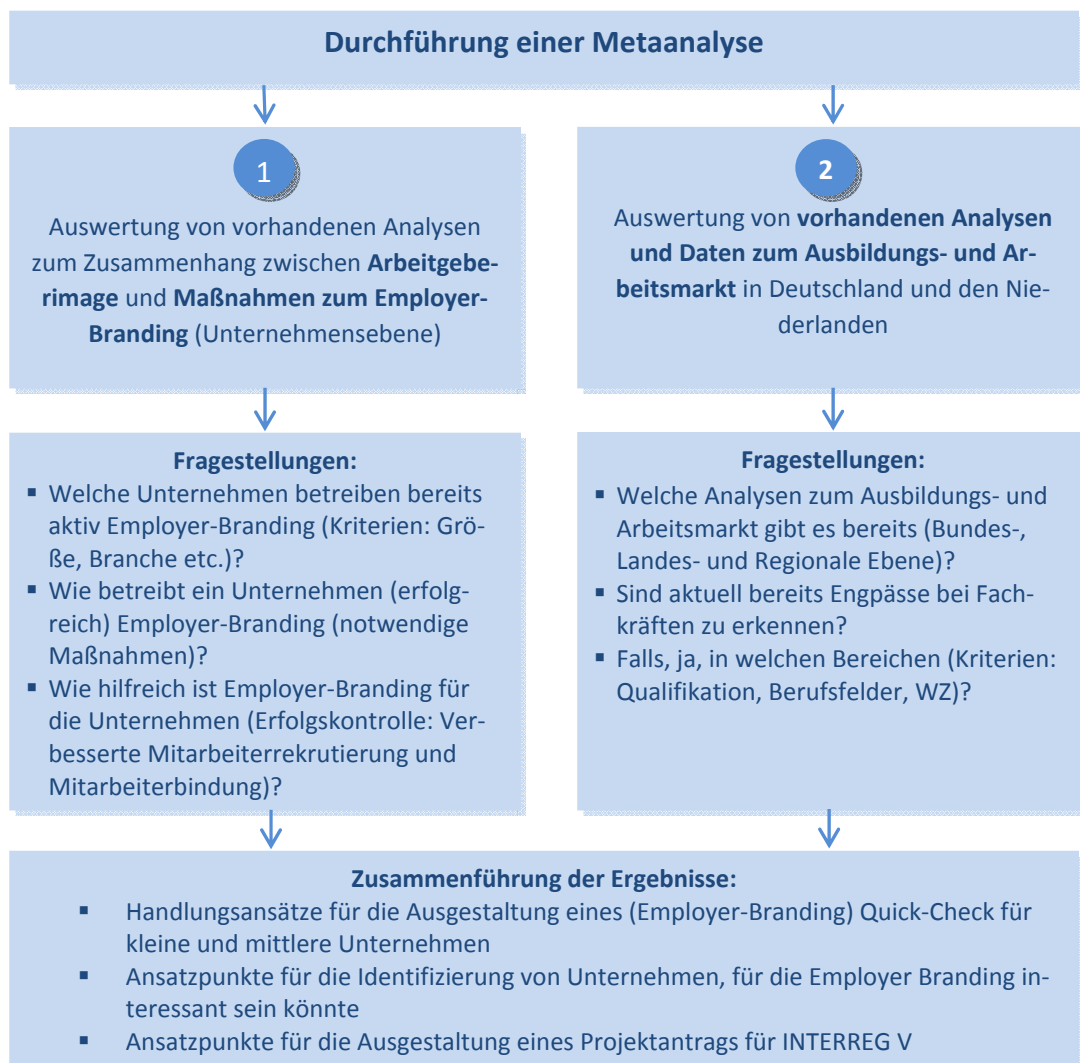 Durchführung einer Metaanalyse
1
Auswertung von vorhandenen Analysen
zum Zusammenhang zwischen Arbeitgebe-
rimage und Maßnahmen zum Employer-
Branding (Unternehmensebene)
2
Auswertung von vorhandenen Analysen
und Daten zum Ausbildungs- und Ar-
beitsmarkt in Deutschland und den Nie-
derlanden
Fragestellungen:
▪ Welche Unternehmen betreiben bereits
aktiv Employer-Branding (Kriterien: Grö-
ße, Branche etc.)?
▪ Wie betreibt ein Unternehmen (erfolg-
reich) Employer-Branding (notwendige
Maßnahmen)?
▪ Wie hilfreich ist Employer-Branding für
die Unternehmen (Erfolgskontrolle: Ver-
besserte Mitarbeiterrekrutierung und
Mitarbeiterbindung)?
Fragestellungen:
▪ Welche Analysen zum Ausbildungs- und
Arbeitsmarkt gibt es bereits (Bundes-,
Landes- und Regionale Ebene)?
▪ Sind aktuell bereits Engpässe bei Fach-
kräften zu erkennen?
▪ Falls, ja, in welchen Bereichen (Kriterien:
Qualifikation, Berufsfelder, WZ)?
Zusammenführung der Ergebnisse:
▪ Handlungsansätze für die Ausgestaltung eines (Employer-Branding) Quick-Check für
kleine und mittlere Unternehmen
▪ Ansatzpunkte für die Identifizierung von Unternehmen, für die Employer Branding in-
teressant sein könnte
▪ Ansatzpunkte für die Ausgestaltung eines Projektantrags für INTERREG V